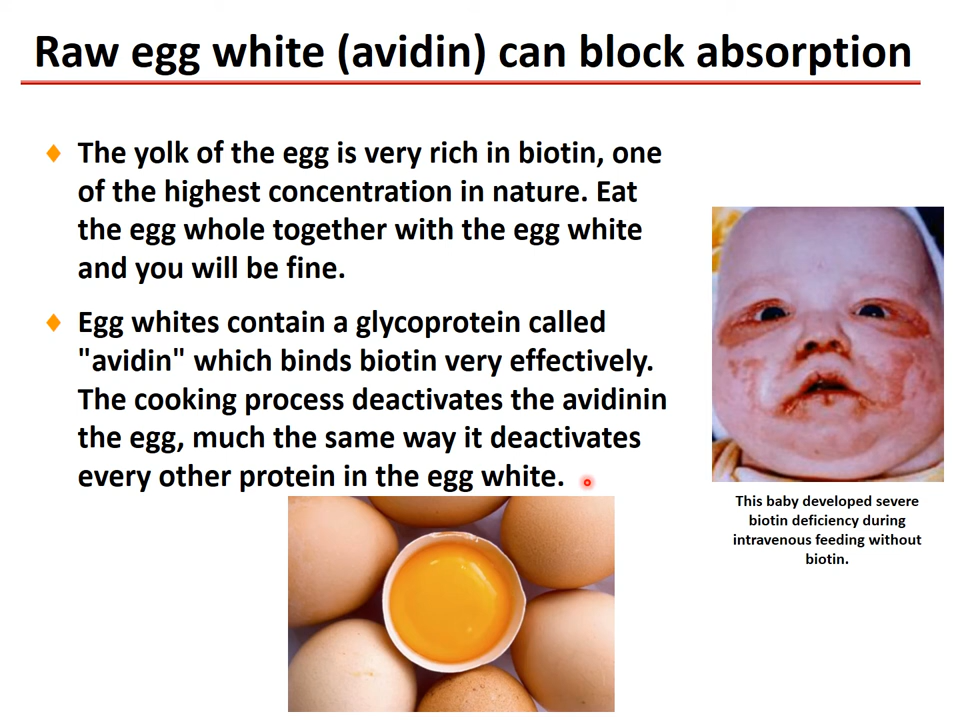 Raw egg white (avidin) can block absorption
The yolk of the egg is very rich in biotin, one
of the highest concentration in nature. Eat
the egg whole together with the egg white
and you will be fine.
Egg whites contain a glycoprotein called
"avidin" which binds biotin very effectively.
The cooking process deactivates the avidinin
the egg, much the same way it deactivates
every other protein in the egg white.
This baby developed severe
biotin deficiency during
intravenous feeding without
biotin.